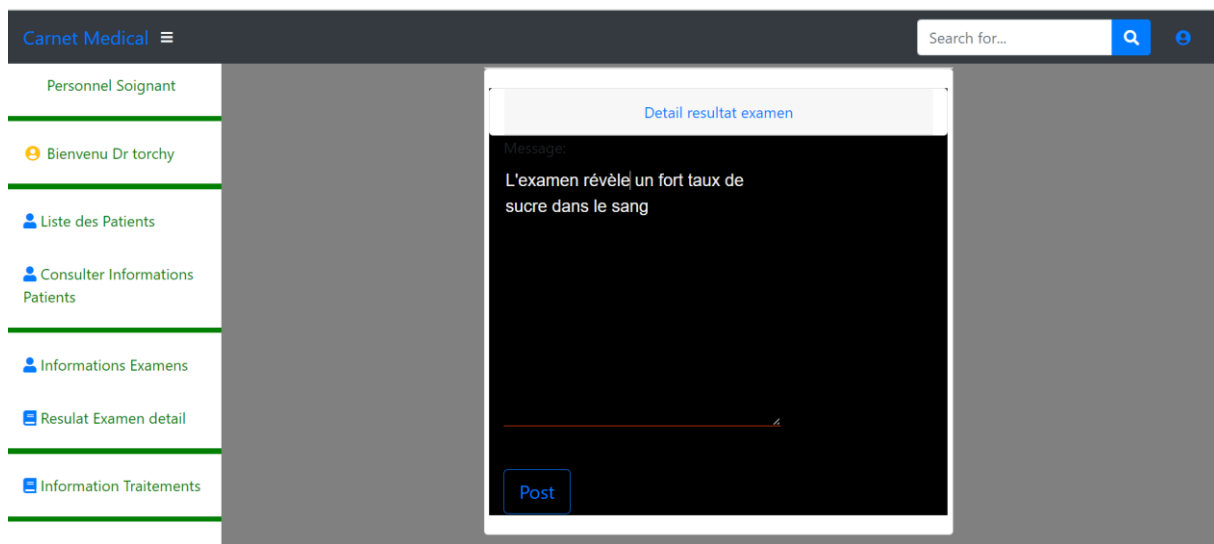 Carnet Medical
Search for...
Personnel Soignant
Bienvenu Dr torchy
Liste des Patients
Consulter Informations
Patients
Informations Examens
Resulat Examen detail
Information Traitements
Detail resultat examen
Message:
L'examen révèle un fort taux de
sucre dans le sang
Post